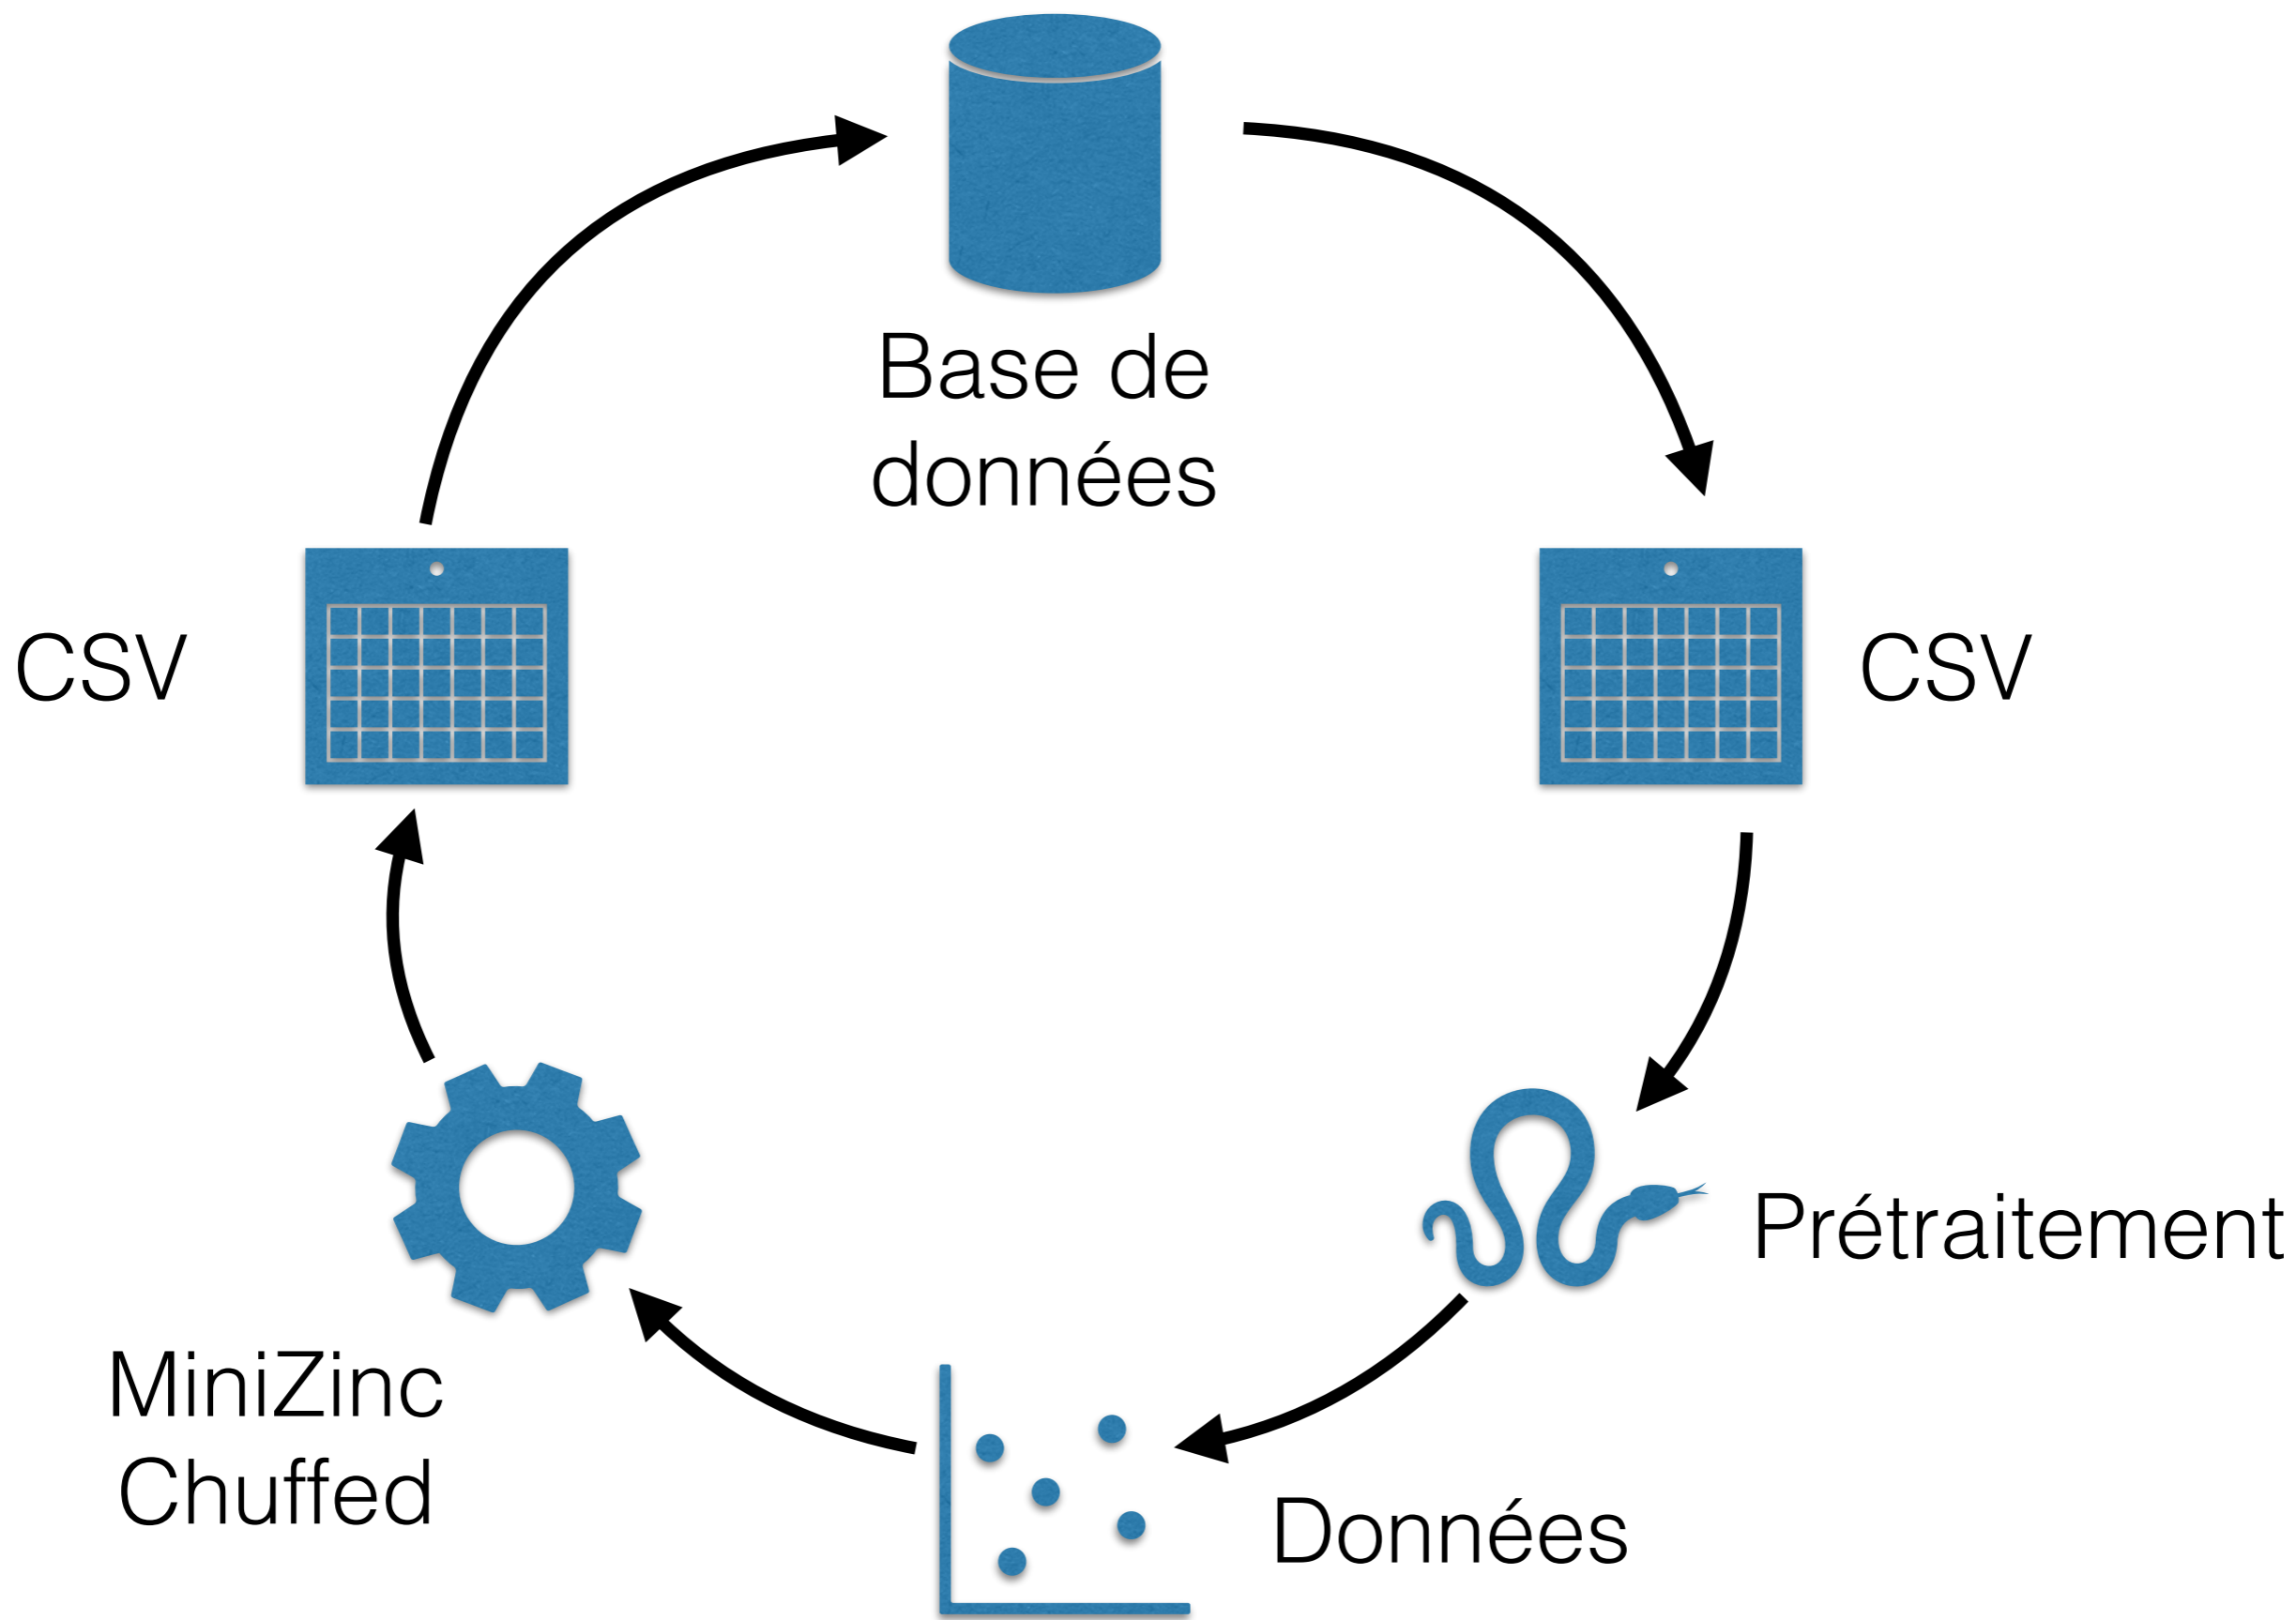 Base de
données
CSV
CSV
Prétraitement
MiniZinc
Chuffed
Données